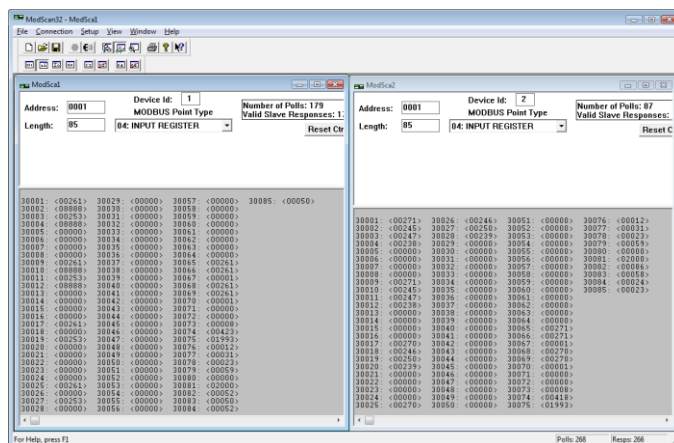 ModScan32 - ModSca1
File Connection Setup View Window Help
ModSca1
Address: 0001
Device Id: 1
MODBUS Point Type
Length: 85
04: INPUT REGISTER
Number of Polls: 179
Valid Slave Responses: 17
Reset Ctr
30001: <00261> 30029: <00000> 30057: <00000> 30085: <00050>
30002: <08888> 30030: <00000> 30058: <00000>
30003: <00253> 30031: <00000> 30059: <00000>
30004: <08888> 30032: <00000> 30060: <00000>
30005: <00000> 30033: <00000> 30061: <00000>
30006: <00000> 30034: <00000> 30062: <00000>
30007: <00000> 30035: <00000> 30063: <00000>
30008: <00000> 30036: <00000> 30064: <00000>
30009: <00261> 30037: <00000> 30065: <00261>
30010: <08888> 30038: <00000> 30066: <00261>
30011: <00253> 30039: <00000> 30067: <00001>
30012: <08888> 30040: <00000> 30068: <00261>
30013: <00000> 30041: <00000> 30069: <00261>
30014: <00000> 30042: <00000> 30070: <00001>
30015: <00000> 30043: <00000> 30071: <00000>
30016: <00000> 30044: <00000> 30072: <00000>
30017: <00261> 30045: <00000> 30073: <00008>
30018: <00000> 30046: <00000> 30074: <00423>
30019: <00253> 30047: <00000> 30075: <01993>
30020: <00000> 30048: <00000> 30076: <00012>
30021: <00000> 30049: <00000> 30077: <00031>
30022: <00000> 30050: <00000> 30078: <00023>
30023: <00000> 30051: <00000> 30079: <00059>
30024: <00000> 30052: <00000> 30080: <00000>
30025: <00261> 30053: <00000> 30081: <02000>
30026: <00000> 30054: <00000> 30082: <00052>
30027: <00253> 30055: <00000> 30083: <00050>
30028: <00000> 30056: <00000> 30084: <00052>
ModSca2
Address: 0001
Device Id: 2
MODBUS Point Type
Length: 85
04: INPUT REGISTER
Number of Polls: 87
Valid Slave Responses:
Reset C
30001: <00271> 30026: <00246> 30051: <00000> 30076: <00012>
30002: <00245> 30027: <00250> 30052: <00000> 30077: <00031>
30003: <00247> 30028: <00239> 30053: <00000> 30078: <00023>
30004: <00238> 30029: <00000> 30054: <00000> 30079: <00059>
30005: <00000> 30030: <00000> 30055: <00000> 30080: <00000>
30006: <00000> 30031: <00000> 30056: <00000> 30081: <02000>
30007: <00000> 30032: <00000> 30057: <00000> 30082: <00086>
30008: <00000> 30033: <00000> 30058: <00000> 30083: <00058>
30009: <00271> 30034: <00000> 30059: <00000> 30084: <00024>
30010: <00245> 30035: <00000> 30060: <00000> 30085: <00023>
30011: <00247> 30036: <00000> 30061: <00000>
30012: <00238> 30037: <00000> 30062: <00000>
30013: <00000> 30038: <00000> 30063: <00000>
30014: <00000> 30039: <00000> 30064: <00000>
30015: <00000> 30040: <00000> 30065: <00271>
30016: <00000> 30041: <00000> 30066: <00271>
30017: <00270> 30042: <00000> 30067: <00001>
30018: <00246> 30043: <00000> 30068: <00270>
30019: <00250> 30044: <00000> 30069: <00270>
30020: <00239> 30045: <00000> 30070: <00001>
30021: <00000> 30046: <00000> 30071: <00000>
30022: <00000> 30047: <00000> 30072: <00000>
30023: <00000> 30048: <00000> 30073: <00008>
30024: <00000> 30049: <00000> 30074: <00418>
30025: <00270> 30050: <00000> 30075: <01993>
For Help, press F1
Polls: 268
Resps: 266